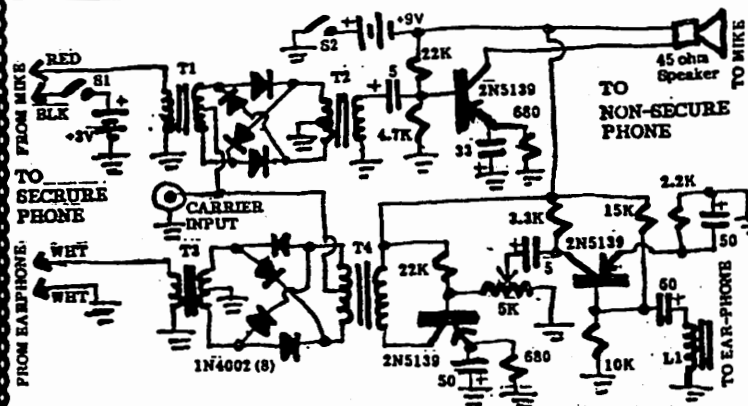 FROM MIKE
RED
S1
BLK
+3V
T1
T2
S2
+9V
22K
5
4.7K
2N5139
680
33
45 ohm
Speaker
TO MIKE
TO
NON-SECURE
PHONE
TO
SECRURE
PHONE
CARRIER
INPUT
FROM EARPHONE
WHT
WHT
T3
T4
1N4002 (8)
22K
2N5139
50
680
5K
3.3K
5
2N5139
15K
2.2K
50
60
10K
L1
TO EAR-PHONE